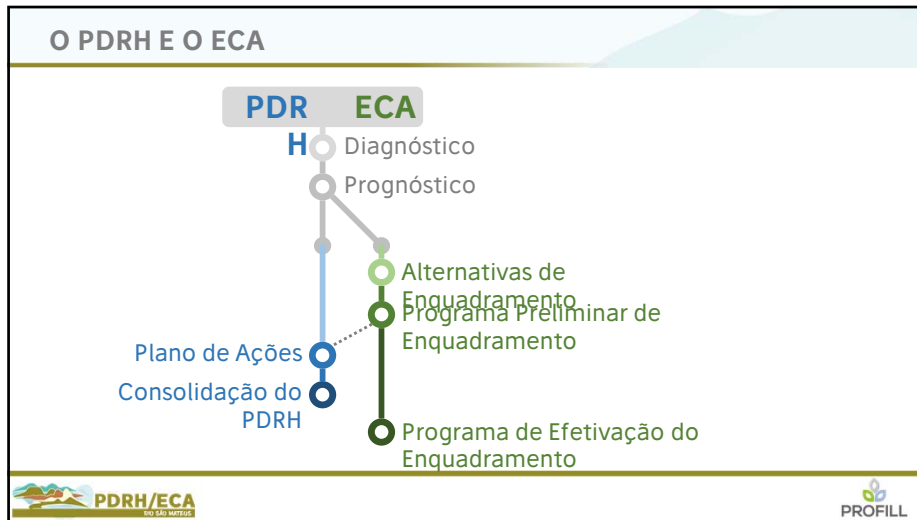 O PDRH E O ECA
PDR
H
ECA
Diagnóstico
Prognóstico
Alternativas de
Enquadramento
Programa Preliminar de
Enquadramento
Plano de Ações
Consolidação do
PDRH
Programa de Efetivação do
Enquadramento
PDRH/ECA
RIO SÃO MATEUS
PROFILL